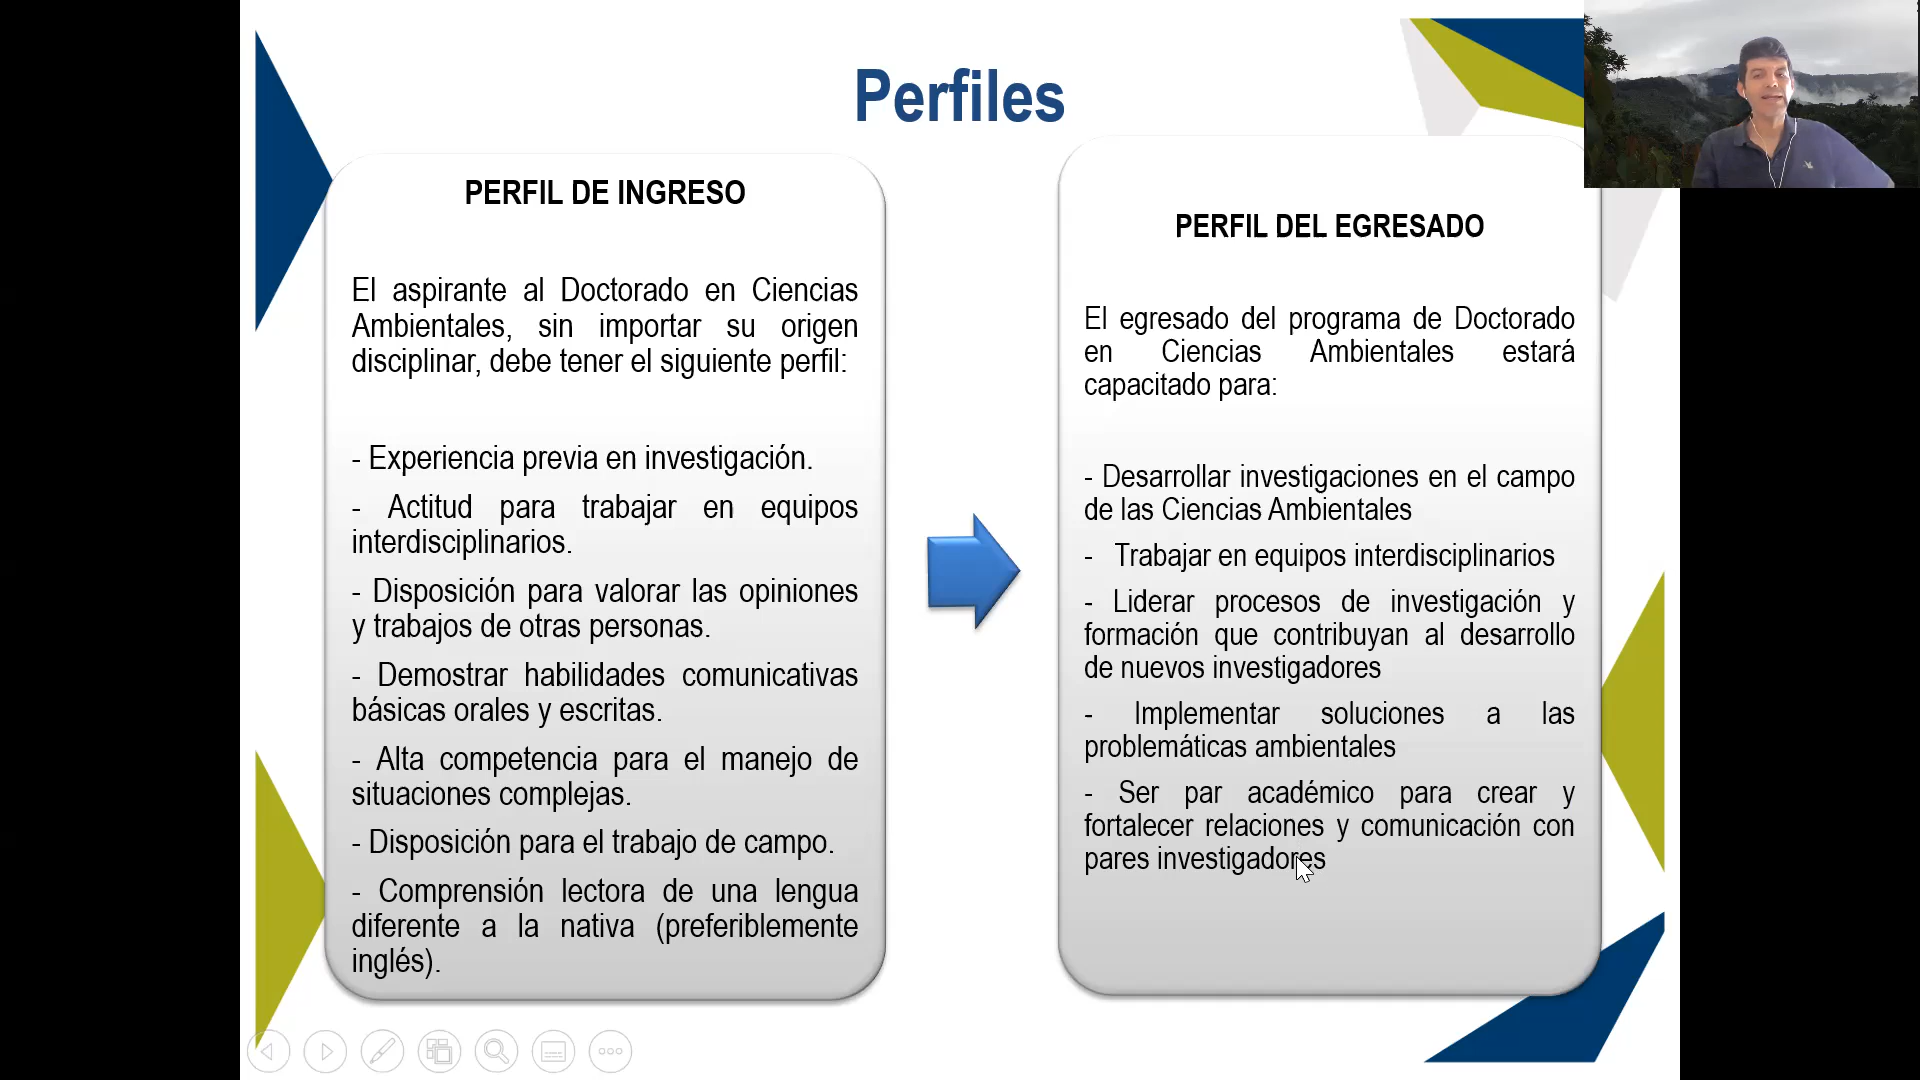 Perfiles
PERFIL DE INGRESO
El aspirante al Doctorado en Ciencias
Ambientales, sin importar su origen
disciplinar, debe tener el siguiente perfil:
- Experiencia previa en investigación.
- Actitud para trabajar en equipos
interdisciplinarios.
- Disposición para valorar las opiniones
y trabajos de otras personas.
- Demostrar habilidades comunicativas
básicas orales y escritas.
- Alta competencia para el manejo de
situaciones complejas.
- Disposición para el trabajo de campo.
- Comprensión lectora de una lengua
diferente a la nativa (preferiblemente
inglés).
PERFIL DEL EGRESADO
El egresado del programa de Doctorado
en Ciencias Ambientales estará
capacitado para:
- Desarrollar investigaciones en el campo
de las Ciencias Ambientales
- Trabajar en equipos interdisciplinarios
- Liderar procesos de investigación y
formación que contribuyan al desarrollo
de nuevos investigadores
- Implementar soluciones a las
problemáticas ambientales
- Ser par académico para crear y
fortalecer relaciones y comunicación con
pares investigadores